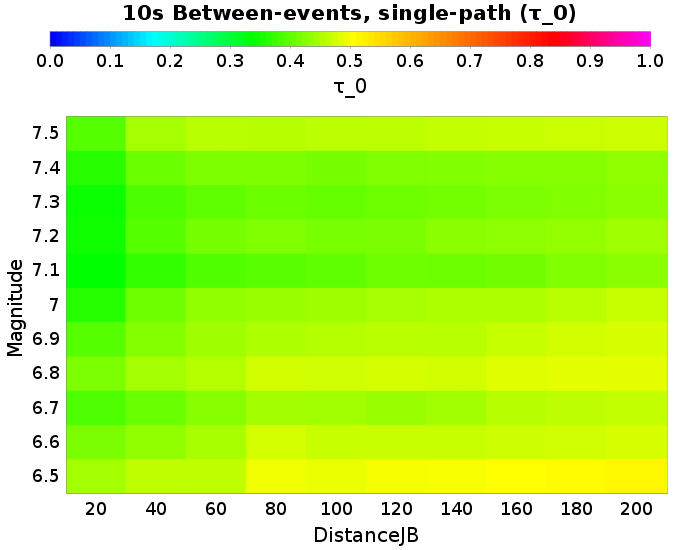 10s Between-events, single-path (τ_0)
0.0 0.1 0.2 0.3 0.4 0.5 0.6 0.7 0.8 0.9 1.0
τ_0
7.5
7.4
7.3
7.2
7.1
7
6.9
6.8
6.7
6.6
6.5
Magnitude
20 40 60 80 100 120 140 160 180 200
DistanceJB